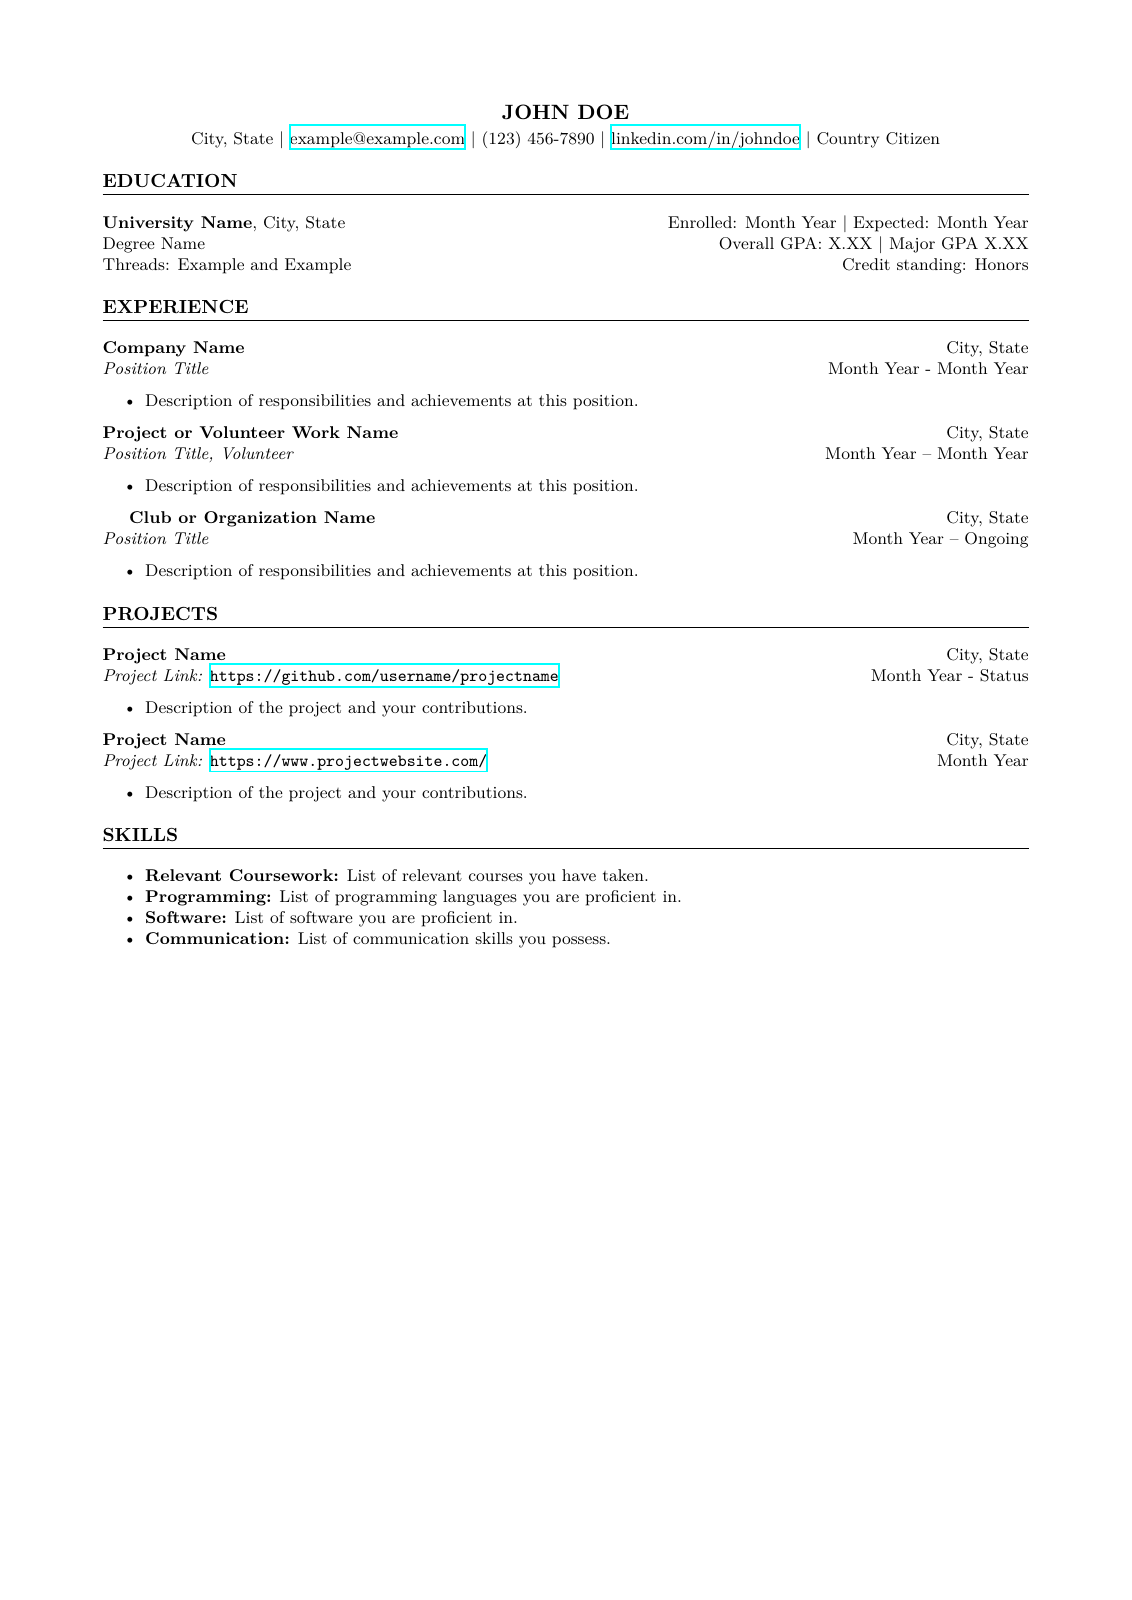 JOHN DOE
City, State | example@example.com | (123) 456-7890 | linkedin.com/in/johndoe | Country Citizen
EDUCATION
University Name, City, State Enrolled: Month Year | Expected: Month Year
Degree Name Overall GPA: X.XX | Major GPA X.XX
Threads: Example and Example Credit standing: Honors
EXPERIENCE
Company Name City, State
Position Title Month Year - Month Year
• Description of responsibilities and achievements at this position.
Project or Volunteer Work Name City, State
Position Title, Volunteer Month Year – Month Year
• Description of responsibilities and achievements at this position.
Club or Organization Name City, State
Position Title Month Year – Ongoing
• Description of responsibilities and achievements at this position.
PROJECTS
Project Name City, State
Project Link: https://github.com/username/projectname Month Year - Status
• Description of the project and your contributions.
Project Name City, State
Project Link: https://www.projectwebsite.com/ Month Year
• Description of the project and your contributions.
SKILLS
• Relevant Coursework: List of relevant courses you have taken.
• Programming: List of programming languages you are proficient in.
• Software: List of software you are proficient in.
• Communication: List of communication skills you possess.